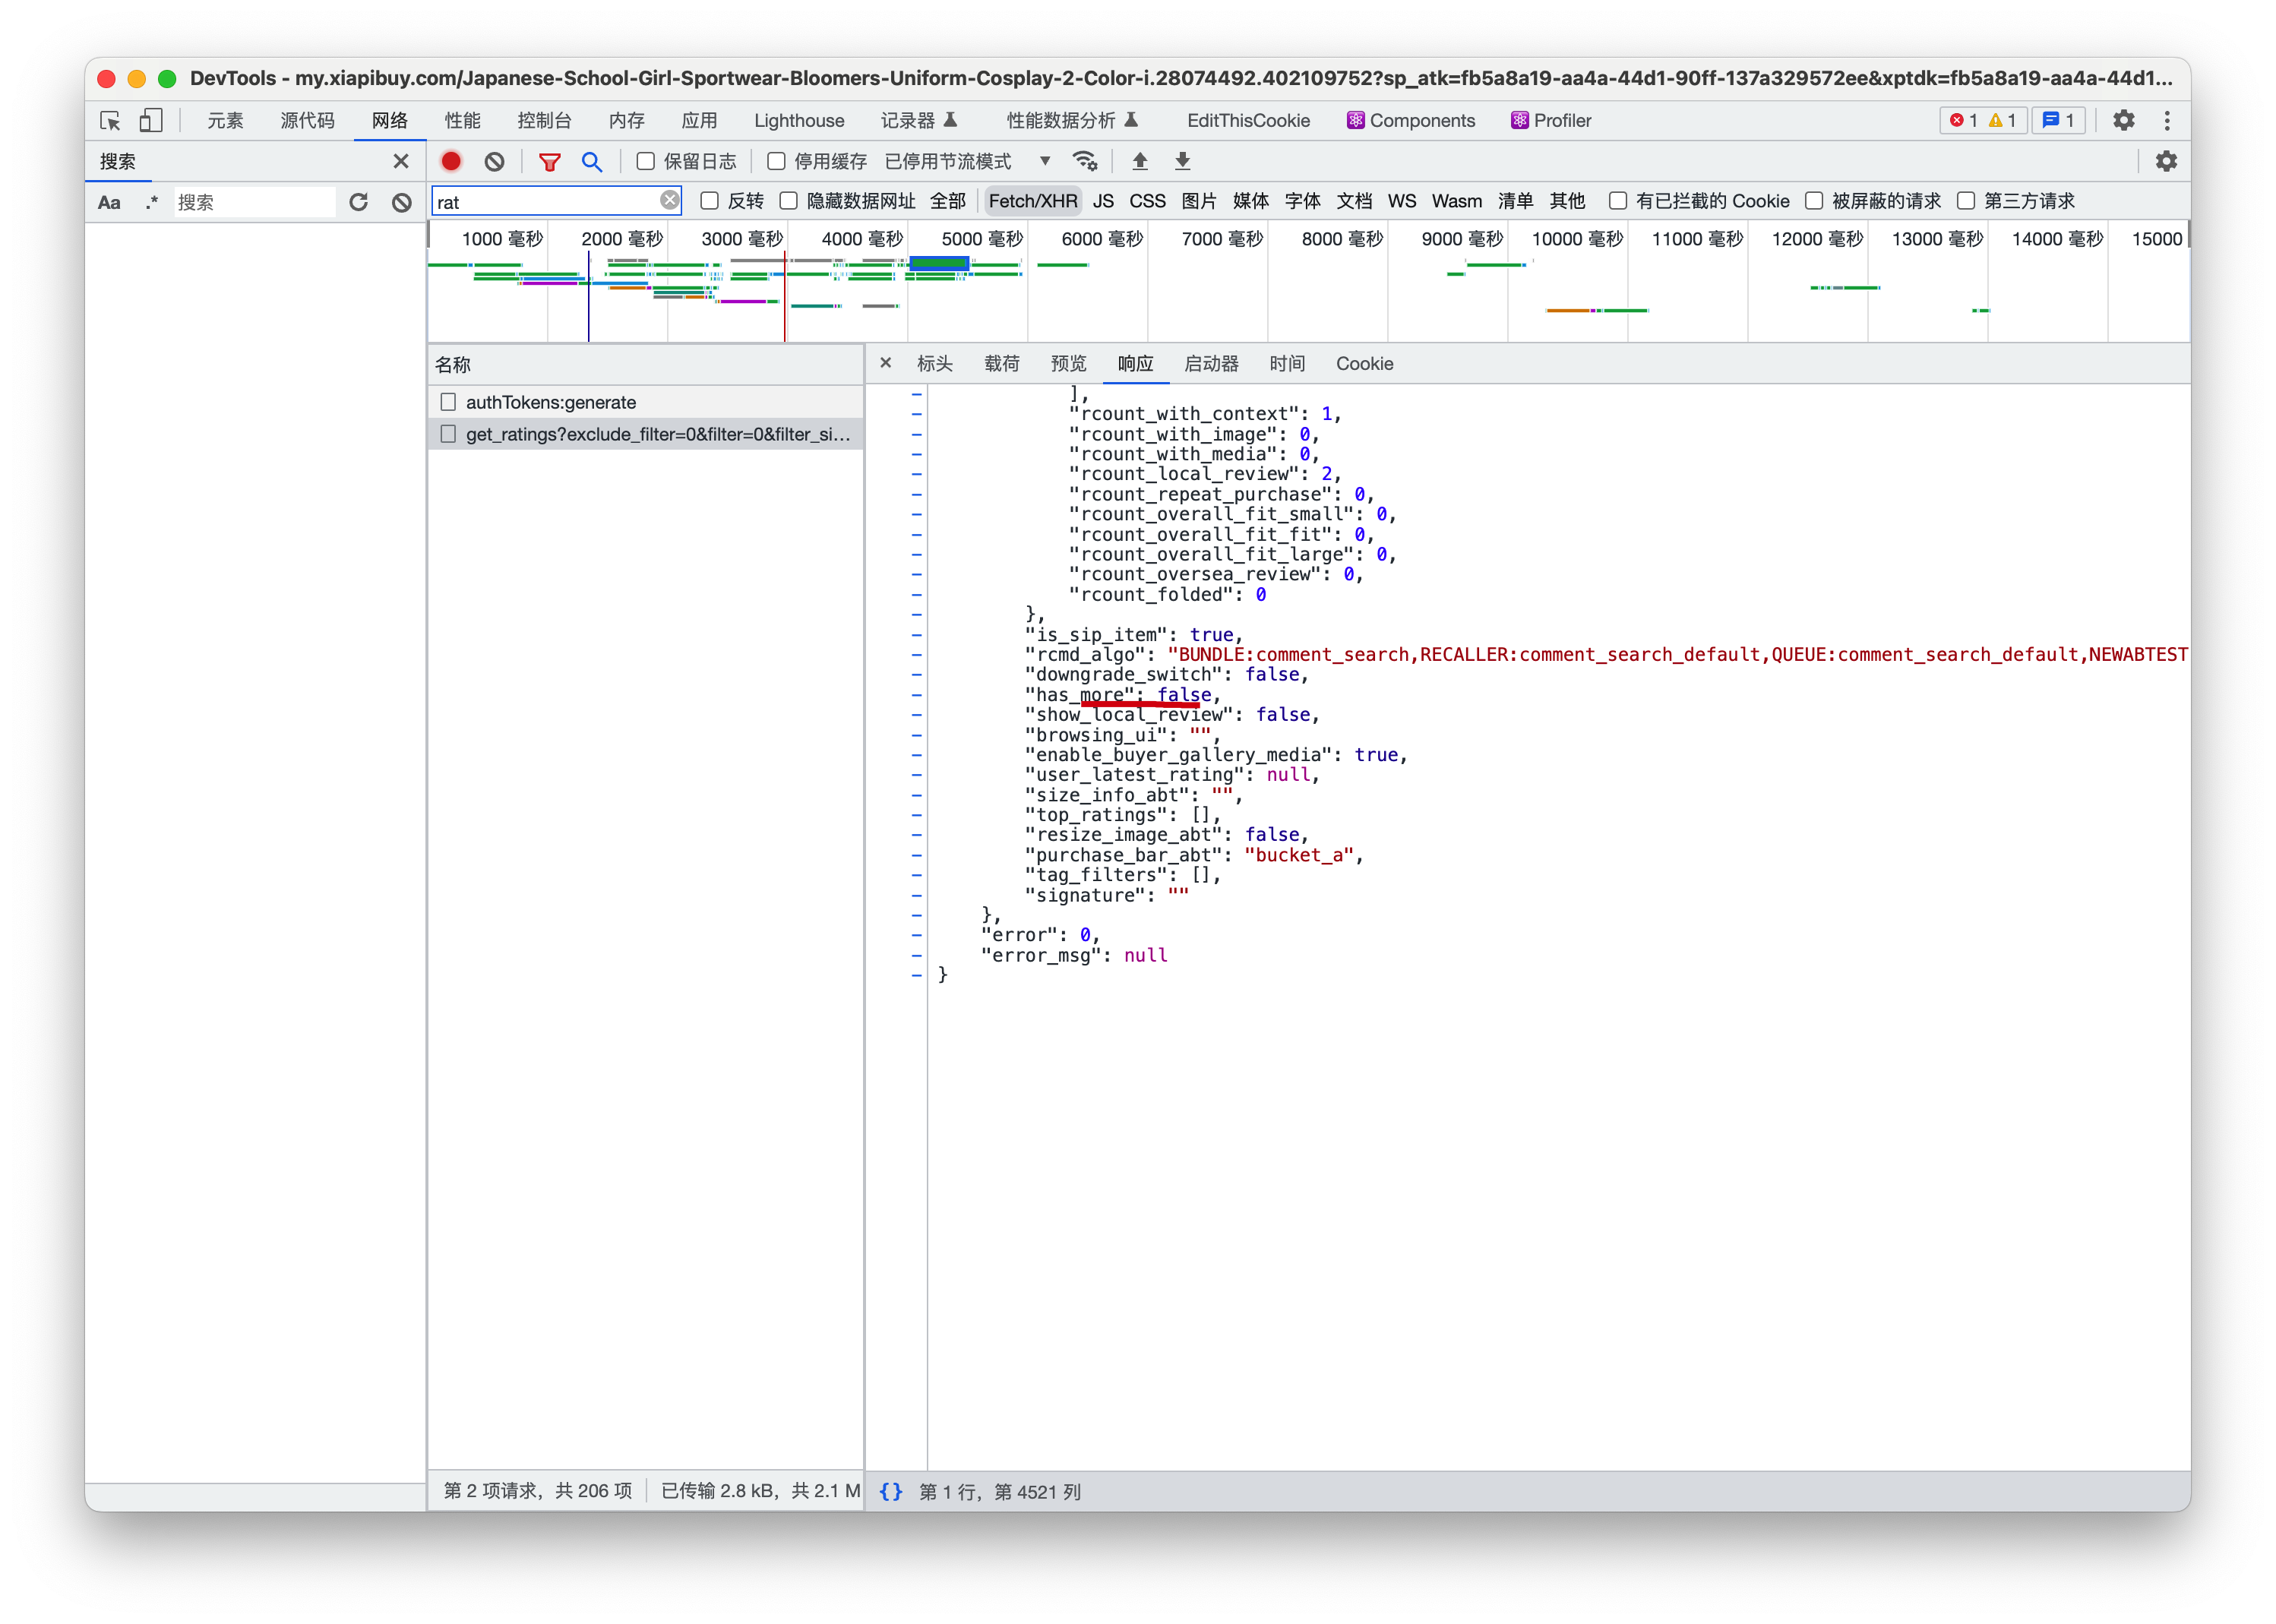 DevTools - my.xiapibuy.com/Japanese-School-Girl-Sportwear-Bloomers-Uniform-Cosplay-2-Color-i.28074492.402109752?sp_atk=fb5a8a19-aa4a-44d1-90ff-137a329572ee&xptdk=fb5a8a19-aa4a-44d1...
元素 源代码 网络 性能 控制台 内存 应用 Lighthouse 记录器 性能数据分析 EditThisCookie Components Profiler 1 1 1
搜索
保留日志 停用缓存 已停用节流模式
Aa .* 搜索
rat 反转 隐藏数据网址 全部 Fetch/XHR JS CSS 图片 媒体 字体 文档 WS Wasm 清单 其他 有已拦截的 Cookie 被屏蔽的请求 第三方请求
1000 毫秒 2000 毫秒 3000 毫秒 4000 毫秒 5000 毫秒 6000 毫秒 7000 毫秒 8000 毫秒 9000 毫秒 10000 毫秒 11000 毫秒 12000 毫秒 13000 毫秒 14000 毫秒 15000
名称
authTokens:generate
get_ratings?exclude_filter=0&filter=0&filter_si...
标头 载荷 预览 响应 启动器 时间 Cookie
],
"rcount_with_context": 1,
"rcount_with_image": 0,
"rcount_with_media": 0,
"rcount_local_review": 2,
"rcount_repeat_purchase": 0,
"rcount_overall_fit_small": 0,
"rcount_overall_fit_fit": 0,
"rcount_overall_fit_large": 0,
"rcount_oversea_review": 0,
"rcount_folded": 0
},
"is_sip_item": true,
"rcmd_algo": "BUNDLE:comment_search,RECALLER:comment_search_default,QUEUE:comment_search_default,NEWABTEST
"downgrade_switch": false,
"has_more": false,
"show_local_review": false,
"browsing_ui": "",
"enable_buyer_gallery_media": true,
"user_latest_rating": null,
"size_info_abt": "",
"top_ratings": [],
"resize_image_abt": false,
"purchase_bar_abt": "bucket_a",
"tag_filters": [],
"signature": ""
},
"error": 0,
"error_msg": null
}
第 2 项请求，共 206 项 已传输 2.8 kB，共 2.1 M
{} 第 1 行，第 4521 列